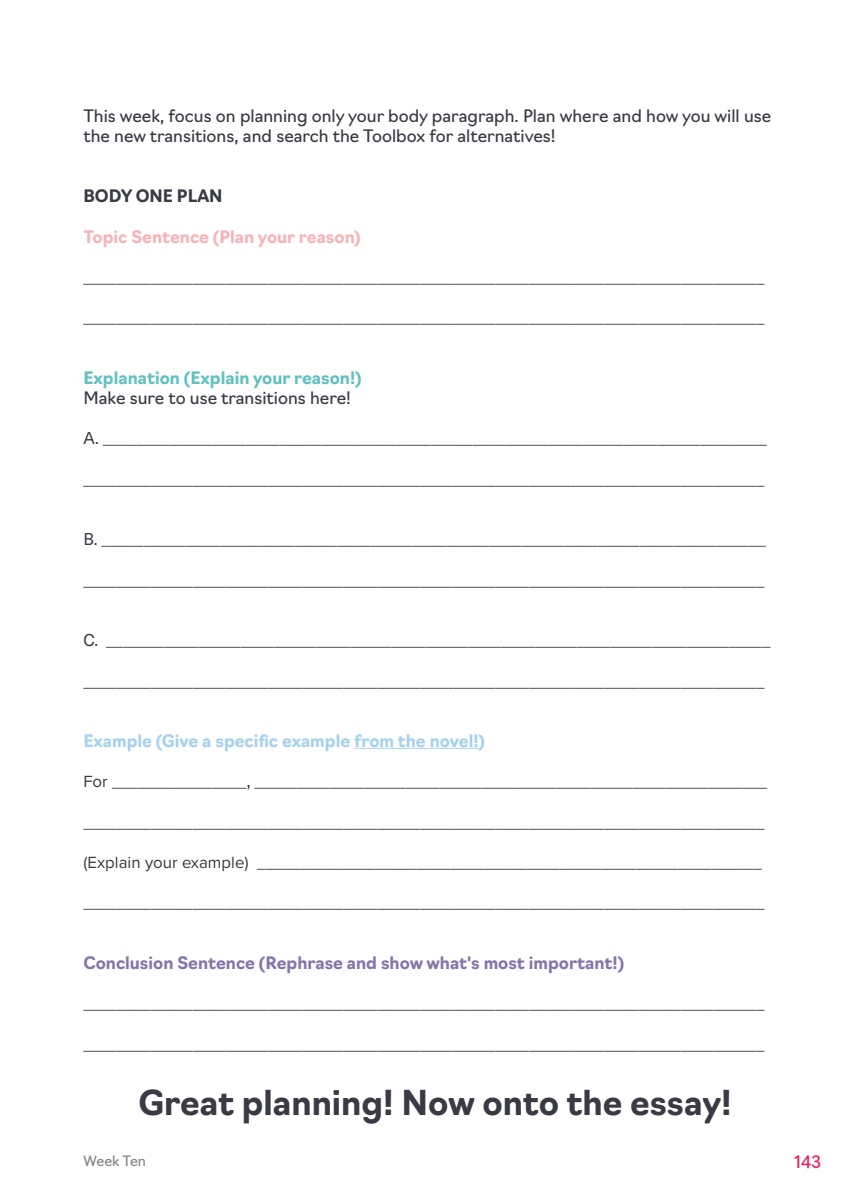 This week, focus on planning only your body paragraph. Plan where and how you will use
the new transitions, and search the Toolbox for alternatives!
BODY ONE PLAN
Topic Sentence (Plan your reason)
Explanation (Explain your reason!)
Make sure to use transitions here!
A.
B.
C.
Example (Give a specific example from the novel!)
For ______________, ______________
(Explain your example)
Conclusion Sentence (Rephrase and show what's most important!)
Great planning! Now onto the essay!
Week Ten
143